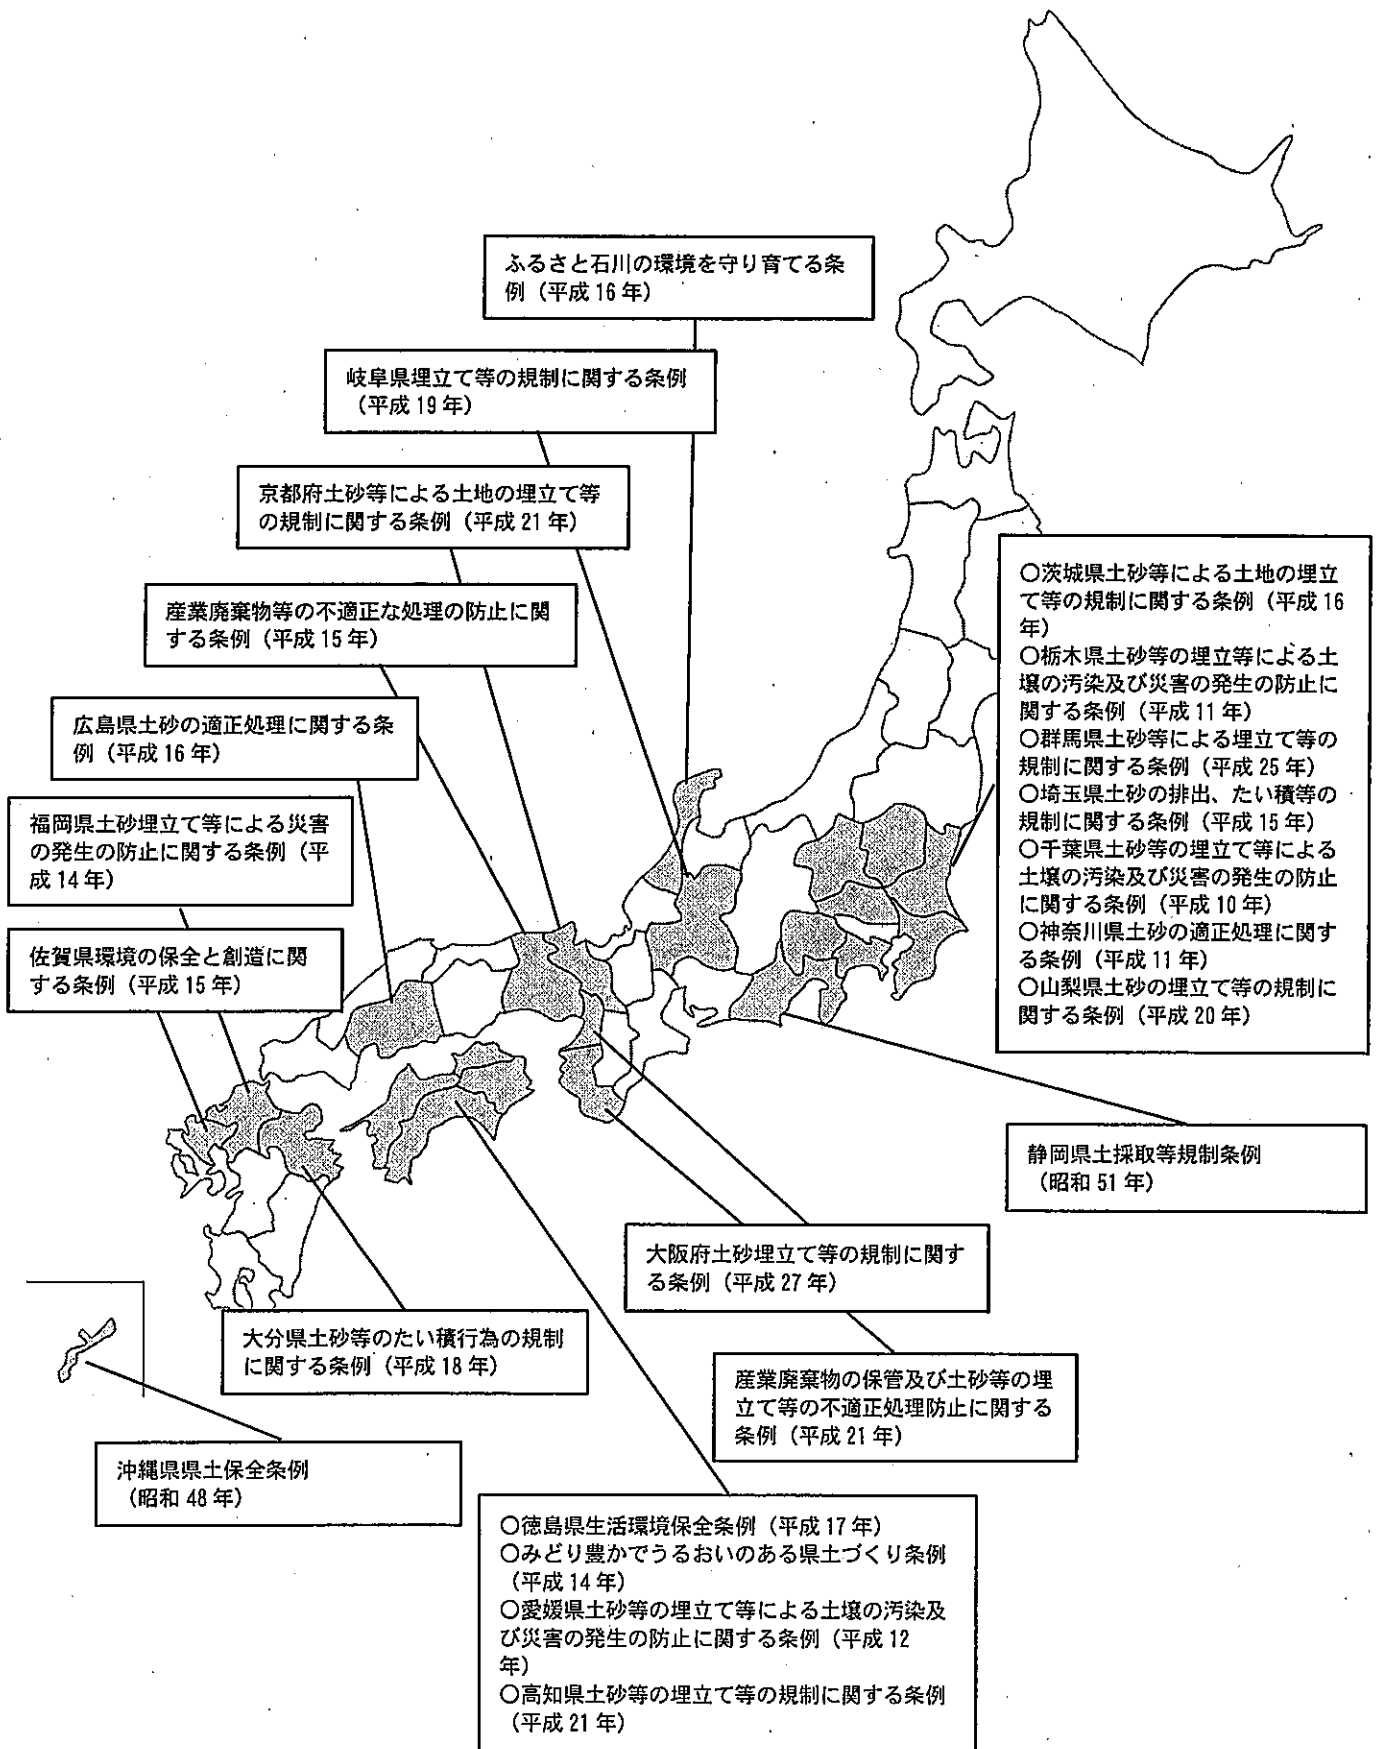 ふるさと石川の環境を守り育てる条
例（平成 16 年）
岐阜県埋立て等の規制に関する条例
（平成 19 年）
京都府土砂等による土地の埋立て等
の規制に関する条例（平成 21 年）
産業廃棄物等の不適正な処理の防止に関
する条例（平成 15 年）
広島県土砂の適正処理に関する条
例（平成 16 年）
福岡県土砂埋立て等による災害
の発生の防止に関する条例（平
成 14 年）
佐賀県環境の保全と創造に関
する条例（平成 15 年）
○茨城県土砂等による土地の埋立
て等の規制に関する条例（平成 16
年）
○栃木県土砂等の埋立等による土
壌の汚染及び災害の発生の防止に
関する条例（平成 11 年）
○群馬県土砂等による埋立て等の
規制に関する条例（平成 25 年）
○埼玉県土砂の排出、たい積等の
規制に関する条例（平成 15 年）
○千葉県土砂等の埋立て等による
土壌の汚染及び災害の発生の防止
に関する条例（平成 10 年）
○神奈川県土砂の適正処理に関す
る条例（平成 11 年）
○山梨県土砂の埋立て等の規制に
関する条例（平成 20 年）
静岡県土採取等規制条例
（昭和 51 年）
大阪府土砂埋立て等の規制に関す
る条例（平成 27 年）
大分県土砂等のたい積行為の規制
に関する条例（平成 18 年）
産業廃棄物の保管及び土砂等の埋
立て等の不適正処理防止に関する
条例（平成 21 年）
沖縄県県土保全条例
（昭和 48 年）
○徳島県生活環境保全条例（平成 17 年）
○みどり豊かでうるおいのある県土づくり条例
（平成 14 年）
○愛媛県土砂等の埋立て等による土壌の汚染及
び災害の発生の防止に関する条例（平成 12
年）
○高知県土砂等の埋立て等の規制に関する条例
（平成 21 年）